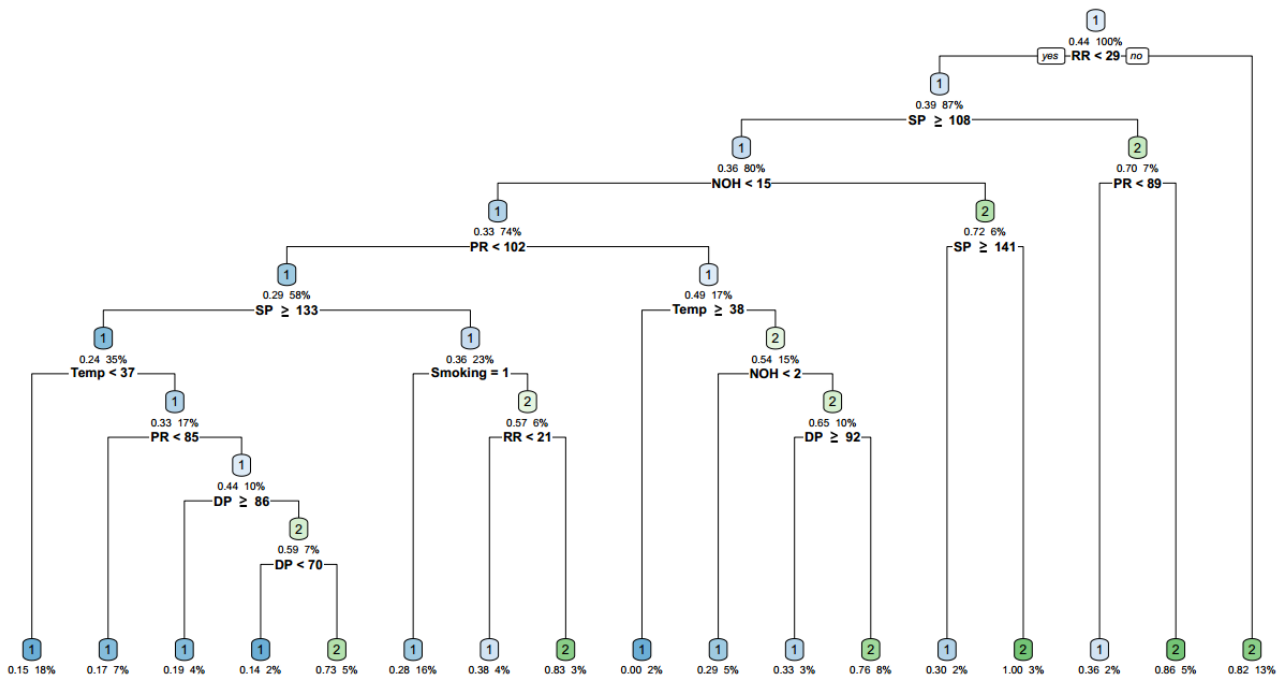 1
0.44 100%
yes RR < 29 no
1
0.39 87%
SP ≥ 108
1 2
0.36 80% 0.70 7%
NOH < 15 PR < 89
1 2
0.33 74% 0.72 6%
PR < 102 SP ≥ 141
1 1
0.29 58% 0.49 17%
SP ≥ 133 Temp ≥ 38
1 1 2
0.24 35% 0.36 23% 0.54 15%
Temp < 37 Smoking = 1 NOH < 2
1 2 2
0.33 17% 0.57 6% 0.65 10%
PR < 85 RR < 21 DP ≥ 92
1
0.44 10%
DP ≥ 86
2
0.59 7%
DP < 70
1 1 1 1 2 1 1 2 1 1 1 2 1 2 1 2 2
0.15 18% 0.17 7% 0.19 4% 0.14 2% 0.73 5% 0.28 16% 0.38 4% 0.83 3% 0.00 2% 0.29 5% 0.33 3% 0.76 8% 0.30 2% 1.00 3% 0.36 2% 0.86 5% 0.82 13%